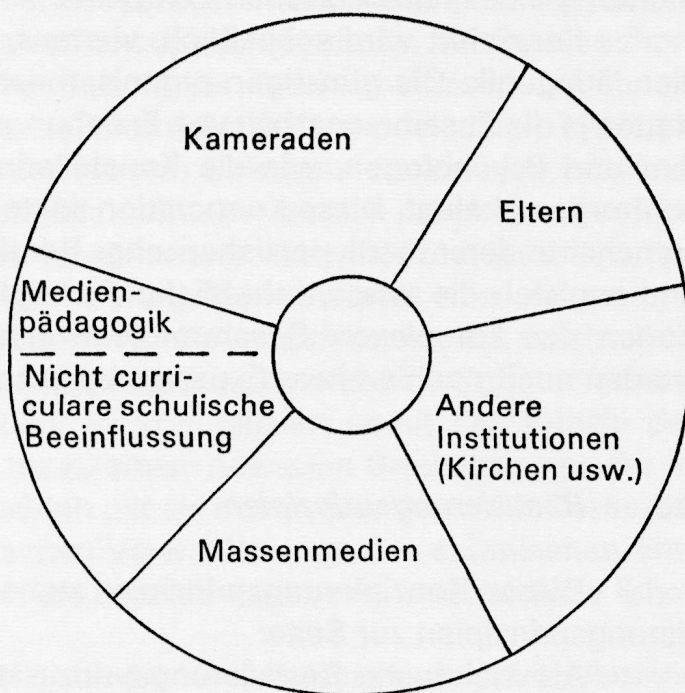 Kameraden
Eltern
Medien-
pädagogik
Nicht curri-
culare schulische
Beeinflussung
Andere
Institutionen
(Kirchen usw.)
Massenmedien